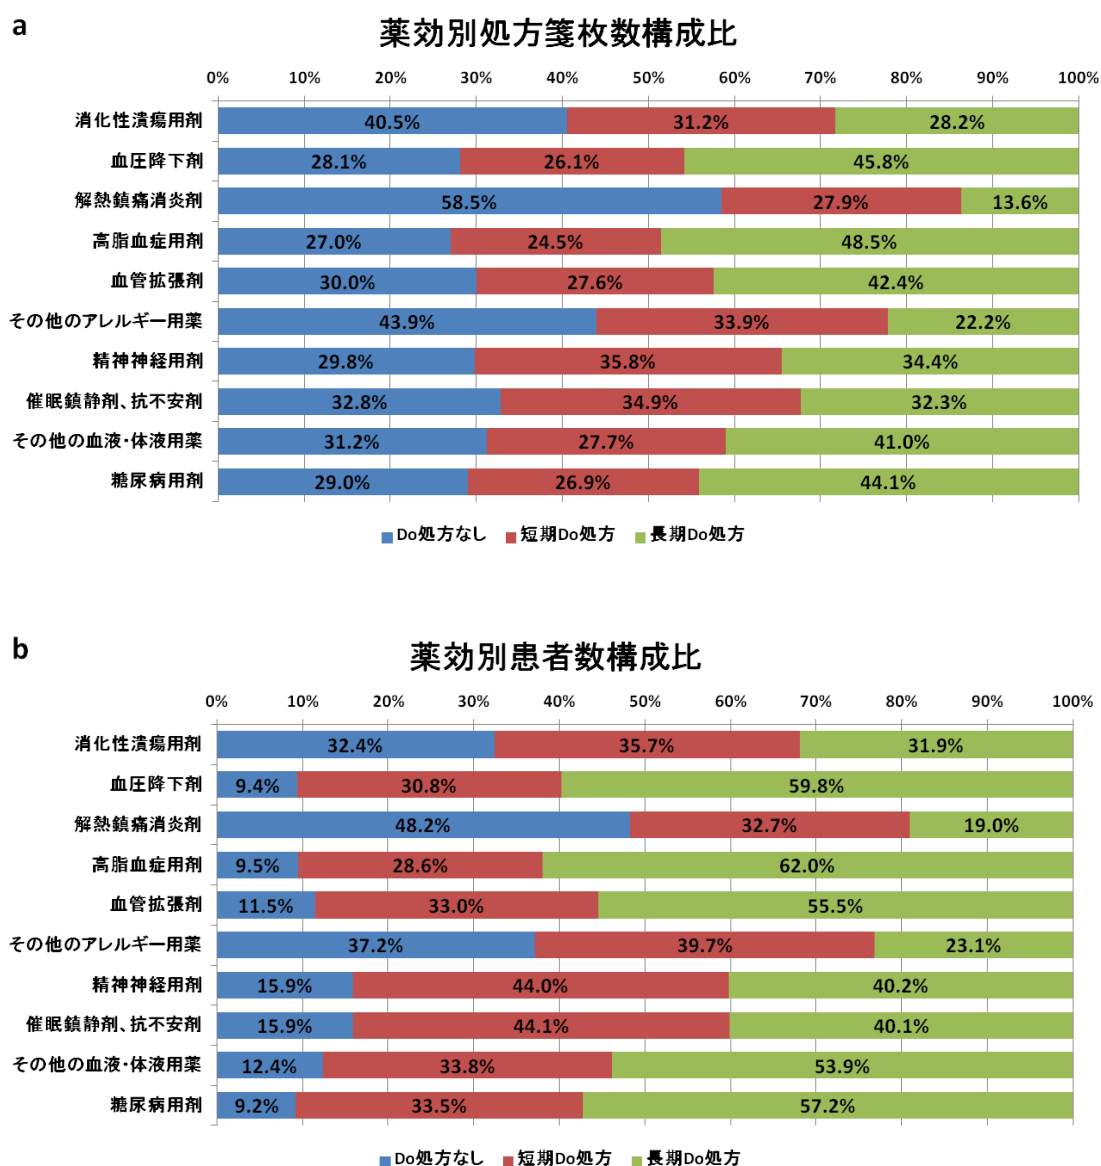 a
薬効別処方箋枚数構成比
0% 10% 20% 30% 40% 50% 60% 70% 80% 90% 100%
消化性潰瘍用剤 40.5% 31.2% 28.2%
血圧降下剤 28.1% 26.1% 45.8%
解熱鎮痛消炎剤 58.5% 27.9% 13.6%
高脂血症用剤 27.0% 24.5% 48.5%
血管拡張剤 30.0% 27.6% 42.4%
その他のアレルギー用薬 43.9% 33.9% 22.2%
精神神経用剤 29.8% 35.8% 34.4%
催眠鎮静剤、抗不安剤 32.8% 34.9% 32.3%
その他の血液・体液用薬 31.2% 27.7% 41.0%
糖尿病用剤 29.0% 26.9% 44.1%
Do処方なし 短期Do処方 長期Do処方
b
薬効別患者数構成比
0% 10% 20% 30% 40% 50% 60% 70% 80% 90% 100%
消化性潰瘍用剤 32.4% 35.7% 31.9%
血圧降下剤 9.4% 30.8% 59.8%
解熱鎮痛消炎剤 48.2% 32.7% 19.0%
高脂血症用剤 9.5% 28.6% 62.0%
血管拡張剤 11.5% 33.0% 55.5%
その他のアレルギー用薬 37.2% 39.7% 23.1%
精神神経用剤 15.9% 44.0% 40.2%
催眠鎮静剤、抗不安剤 15.9% 44.1% 40.1%
その他の血液・体液用薬 12.4% 33.8% 53.9%
糖尿病用剤 9.2% 33.5% 57.2%
Do処方なし 短期Do処方 長期Do処方